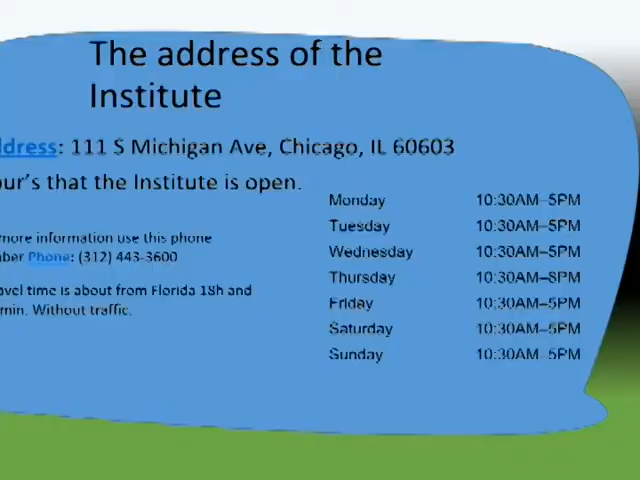 The address of the
Institute
ddress: 111 S Michigan Ave, Chicago, IL 60603
our's that the Institute is open.
Monday 10:30AM–5PM
Tuesday 10:30AM–5PM
more information use this phone
Wednesday 10:30AM–5PM
ber Phone: (312) 443-3600
Thursday 10:30AM–8PM
avel time is about from Florida 18h and
Friday 10:30AM–5PM
min. Without traffic.
Saturday 10:30AM–5PM
Sunday 10:30AM–5PM